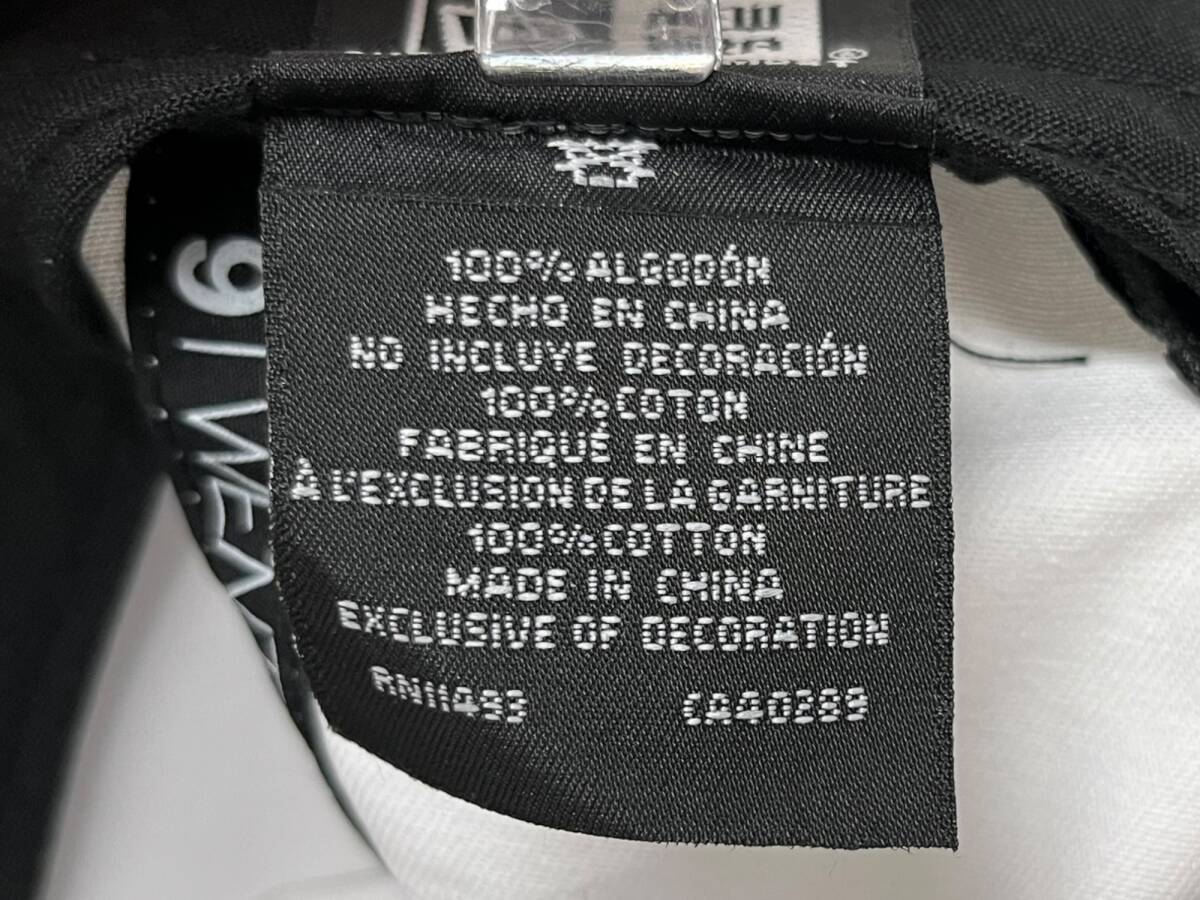 100% ALGODÓN
HECHO EN CHINA
NO INCLUYE DECORACIÓN
100% COTON
FABRIQUÉ EN CHINE
À L'EXCLUSION DE LA GARNITURE
100% COTTON
MADE IN CHINA
EXCLUSIVE OF DECORATION
RN11493